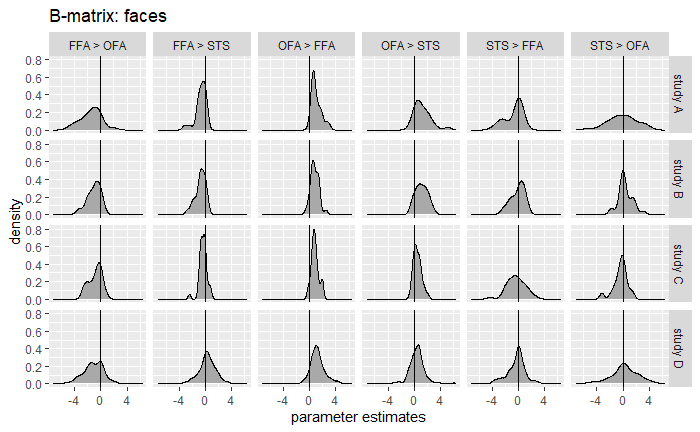 B-matrix: faces
FFA > OFA
FFA > STS
OFA > FFA
OFA > STS
STS > FFA
STS > OFA
density
0.8
0.6
0.4
0.2
0.0
study A
0.8
0.6
0.4
0.2
0.0
study B
0.8
0.6
0.4
0.2
0.0
study C
0.8
0.6
0.4
0.2
0.0
study D
-4 0 4 -4 0 4 -4 0 4 -4 0 4 -4 0 4 -4 0 4
parameter estimates